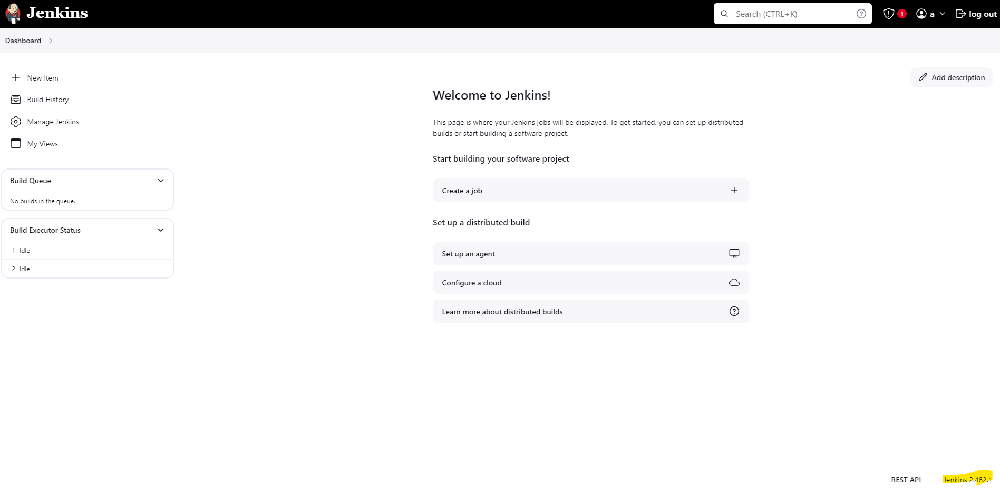 Jenkins
Search (CTRL+K)
1
a
log out
Dashboard
New Item
Build History
Manage Jenkins
My Views
Build Queue
No builds in the queue.
Build Executor Status
1 Idle
2 Idle
Add description
Welcome to Jenkins!
This page is where your Jenkins jobs will be displayed. To get started, you can set up distributed
builds or start building a software project.
Start building your software project
Create a job
Set up a distributed build
Set up an agent
Configure a cloud
Learn more about distributed builds
REST API
Jenkins 2.462.1